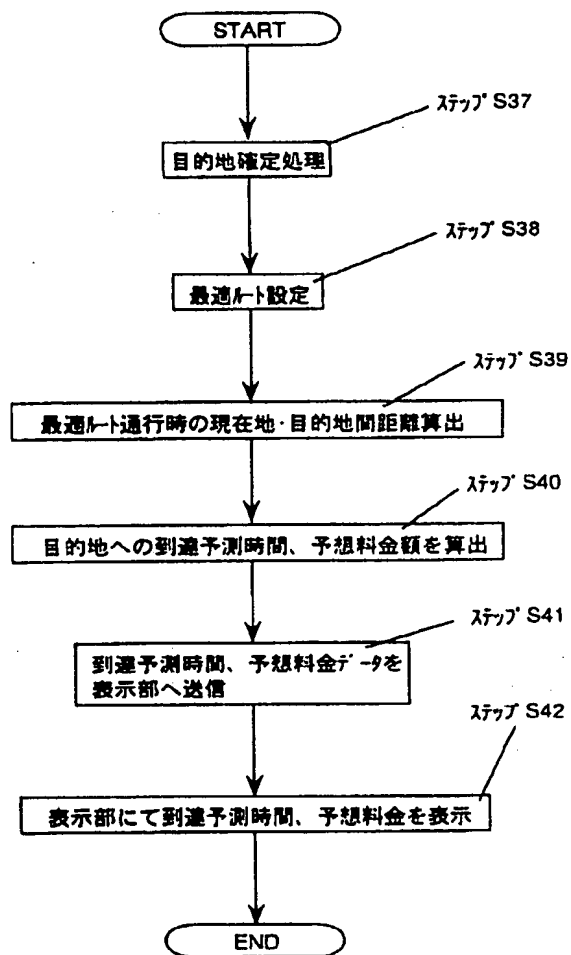 START
ステップ S37
目的地確定処理
ステップ S38
最適ルート設定
ステップ S39
最適ルート通行時の現在地・目的地間距離算出
ステップ S40
目的地への到達予測時間、予想料金額を算出
ステップ S41
到達予測時間、予想料金データを
表示部へ送信
ステップ S42
表示部にて到達予測時間、予想料金を表示
END